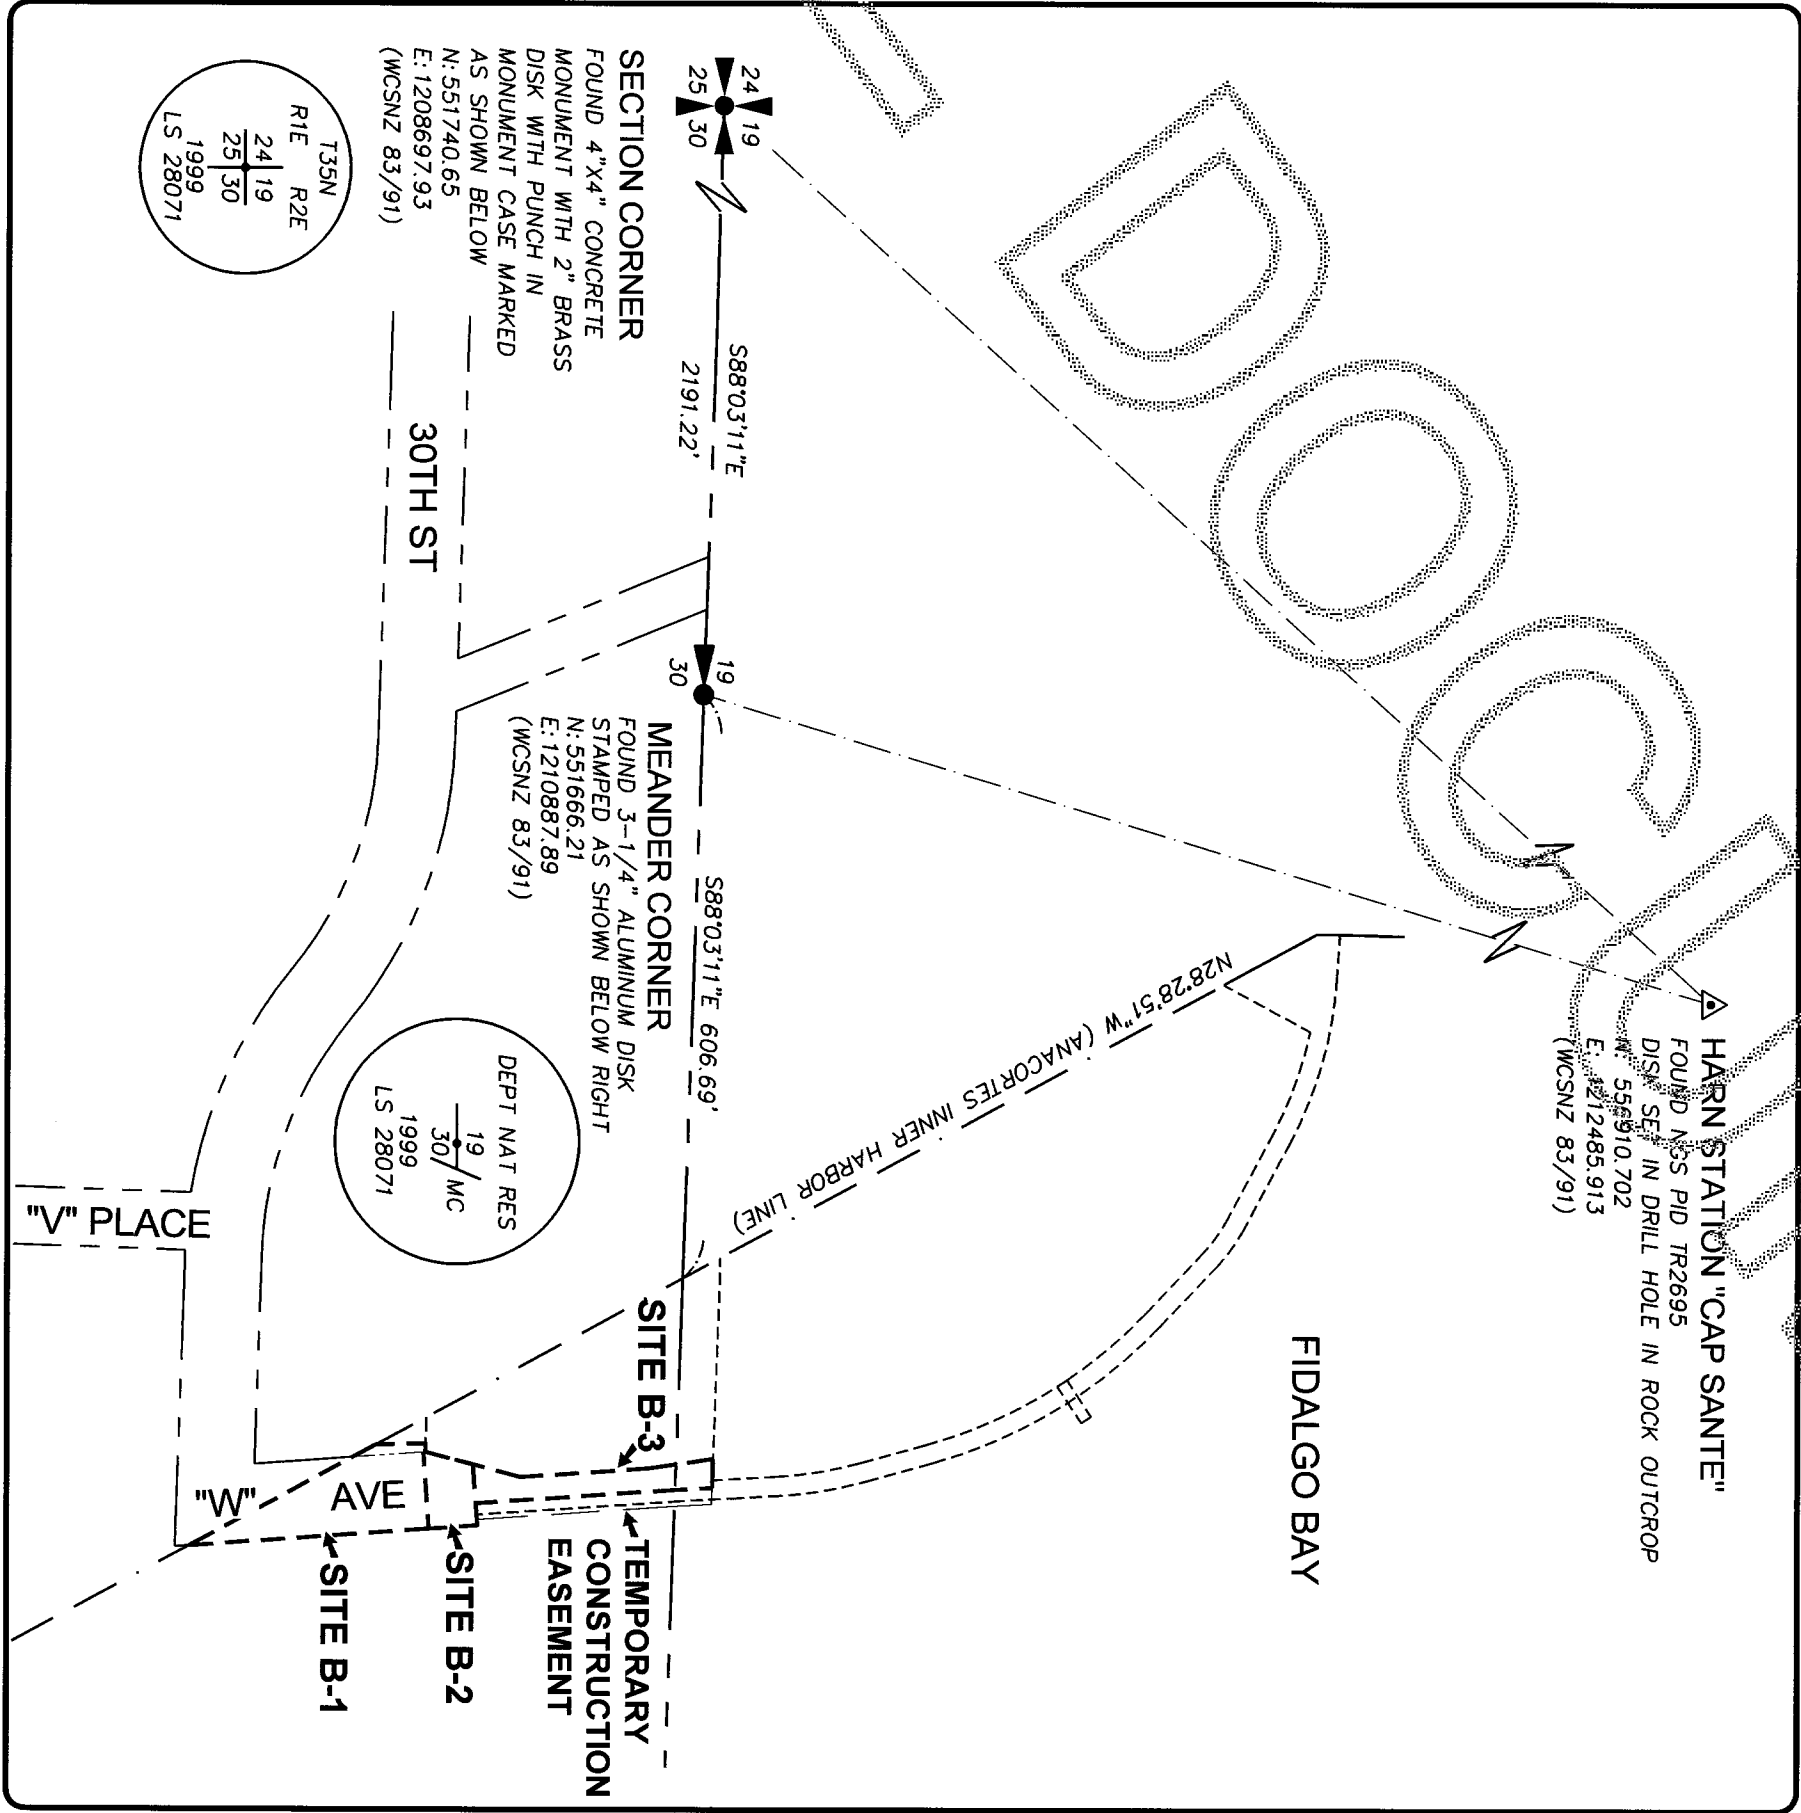 HARN STATION "CAP SANTE"
FOUND NGS PID TR2695
DISK SET IN DRILL HOLE IN ROCK OUTCROP
N: 910.702
E: 1212485.913
(WCSNZ 83/91)
FIDALGO BAY
N28°28'51"W (ANACORTES INNER HARBOR LINE)
24 19
25 30
S88°03'11"E
2191.22'
19
30
S88°03'11"E 606.69'
SECTION CORNER
FOUND 4"X4" CONCRETE
MONUMENT WITH 2" BRASS
DISK WITH PUNCH IN
MONUMENT CASE MARKED
AS SHOWN BELOW
N: 551740.65
E: 1208697.93
(WCSNZ 83/91)
T35N
R1E R2E
24 19
25 30
1999
LS 28071
MEANDER CORNER
FOUND 3-1/4" ALUMINUM DISK
STAMPED AS SHOWN BELOW RIGHT
N: 551666.21
E: 1210887.89
(WCSNZ 83/91)
DEPT NAT RES
19
30 MC
1999
LS 28071
30TH ST
"V" PLACE
"W" AVE
SITE B-3
TEMPORARY
CONSTRUCTION
EASEMENT
SITE B-2
SITE B-1